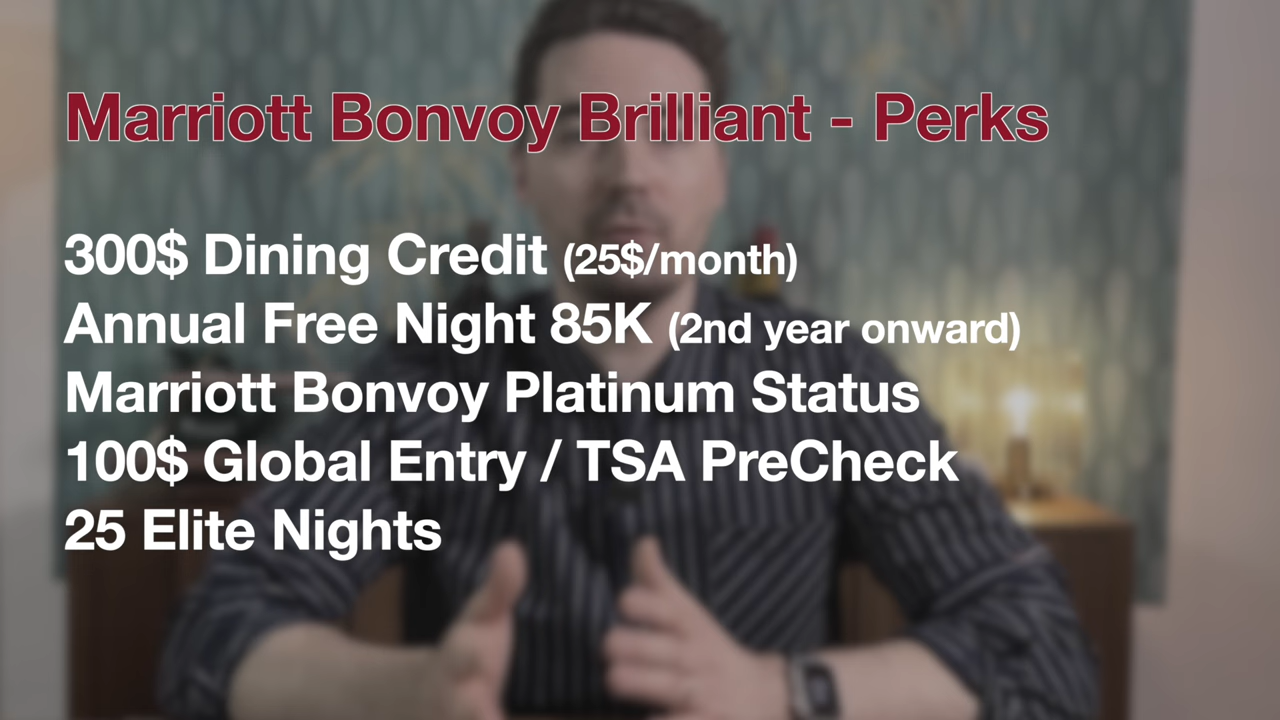 Marriott Bonvoy Brilliant - Perks
300$ Dining Credit (25$/month)
Annual Free Night 85K (2nd year onward)
Marriott Bonvoy Platinum Status
100$ Global Entry / TSA PreCheck
25 Elite Nights